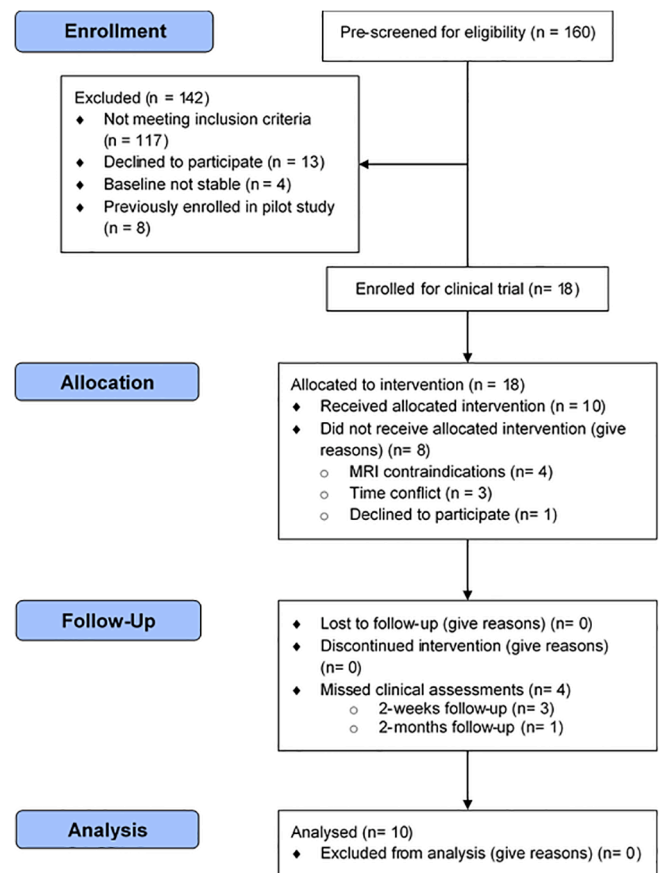 Enrollment
Pre-screened for eligibility (n = 160)
Excluded (n = 142)
♦ Not meeting inclusion criteria
(n = 117)
♦ Declined to participate (n = 13)
♦ Baseline not stable (n = 4)
♦ Previously enrolled in pilot study
(n = 8)
Enrolled for clinical trial (n= 18)
Allocation
Allocated to intervention (n = 18)
♦ Received allocated intervention (n = 10)
♦ Did not receive allocated intervention (give
reasons) (n= 8)
○ MRI contraindications (n= 4)
○ Time conflict (n = 3)
○ Declined to participate (n= 1)
Follow-Up
♦ Lost to follow-up (give reasons) (n= 0)
♦ Discontinued intervention (give reasons)
(n= 0)
♦ Missed clinical assessments (n= 4)
○ 2-weeks follow-up (n= 3)
○ 2-months follow-up (n= 1)
Analysis
Analysed (n= 10)
♦ Excluded from analysis (give reasons) (n= 0)